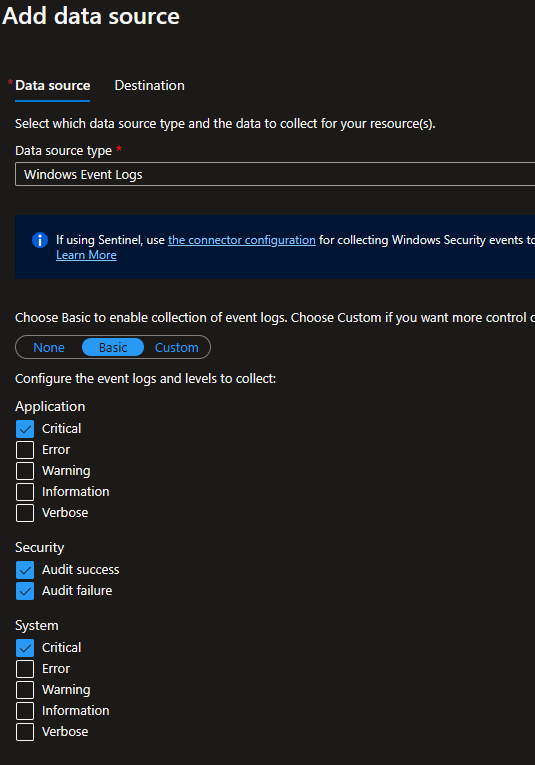 Add data source
* Data source Destination
Select which data source type and the data to collect for your resource(s).
Data source type *
Windows Event Logs
If using Sentinel, use the connector configuration for collecting Windows Security events to
Learn More
Choose Basic to enable collection of event logs. Choose Custom if you want more control
None Basic Custom
Configure the event logs and levels to collect:
Application
Critical
Error
Warning
Information
Verbose
Security
Audit success
Audit failure
System
Critical
Error
Warning
Information
Verbose